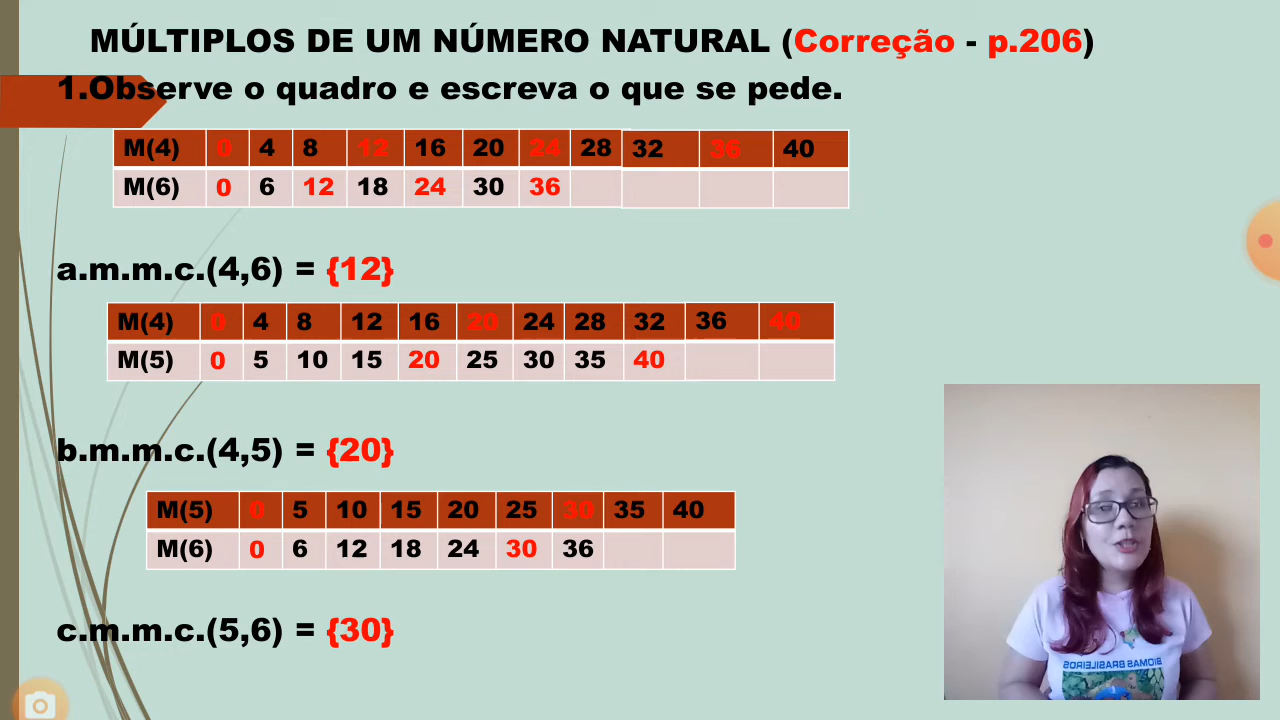 MÚLTIPLOS DE UM NÚMERO NATURAL (Correção - p.206)
1.Observe o quadro e escreva o que se pede.
M(4) 0 4 8 12 16 20 24 28 32 36 40
M(6) 0 6 12 18 24 30 36
a.m.m.c.(4,6) = {12}
M(4) 0 4 8 12 16 20 24 28 32 36 40
M(5) 0 5 10 15 20 25 30 35 40
b.m.m.c.(4,5) = {20}
M(5) 0 5 10 15 20 25 30 35 40
M(6) 0 6 12 18 24 30 36
c.m.m.c.(5,6) = {30}
BIOMAS BRASILEIROS